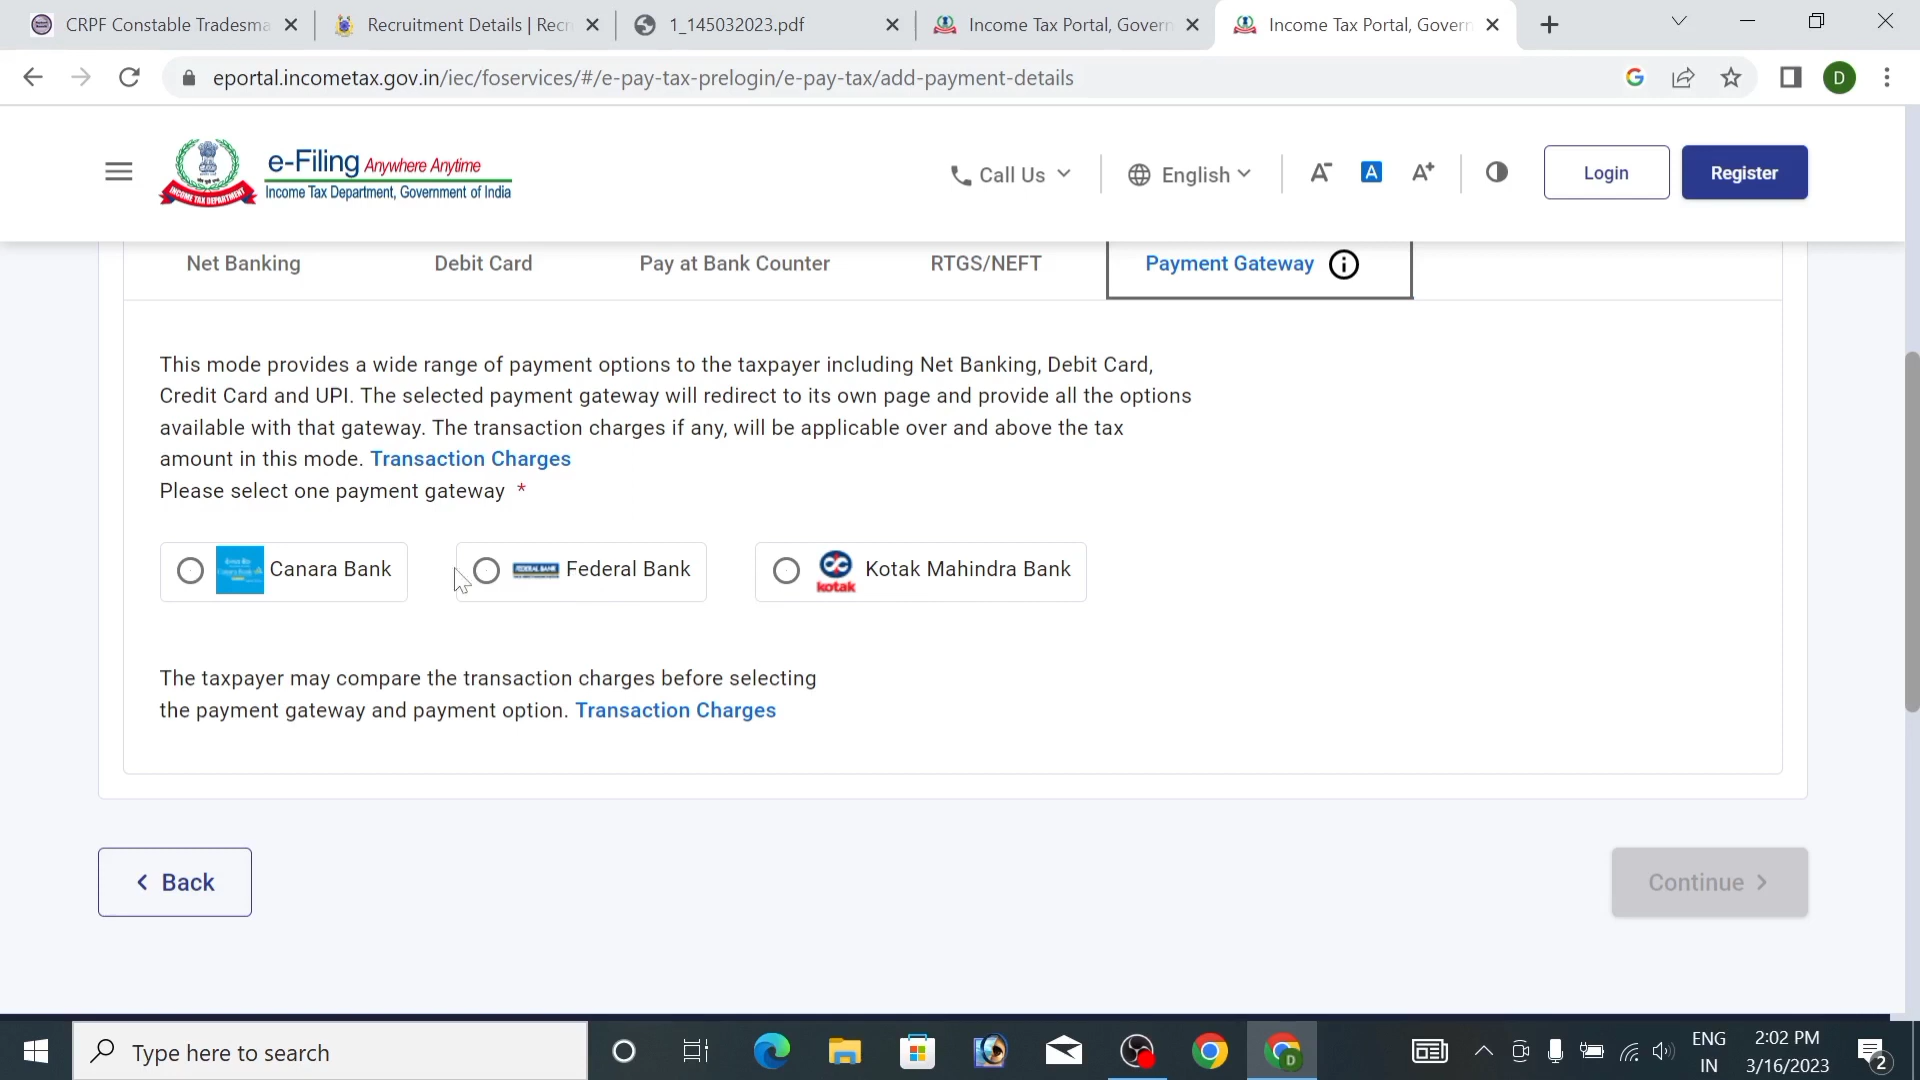 CRPF Constable Tradesma
Recruitment Details | Recr
1_145032023.pdf
Income Tax Portal, Govern
Income Tax Portal, Govern
eportal.incometax.gov.in/iec/foservices/#/e-pay-tax-prelogin/e-pay-tax/add-payment-details
D
e-Filing Anywhere Anytime
Income Tax Department, Government of India
INCOME TAX DEPARTMENT
Call Us
English
A-
A
A+
Login
Register
Net Banking
Debit Card
Pay at Bank Counter
RTGS/NEFT
Payment Gateway
This mode provides a wide range of payment options to the taxpayer including Net Banking, Debit Card,
Credit Card and UPI. The selected payment gateway will redirect to its own page and provide all the options
available with that gateway. The transaction charges if any, will be applicable over and above the tax
amount in this mode. Transaction Charges
Please select one payment gateway *
Canara Bank
FEDERAL BANK
Federal Bank
kotak
Kotak Mahindra Bank
The taxpayer may compare the transaction charges before selecting
the payment gateway and payment option. Transaction Charges
Back
Continue
Type here to search
D
ENG
IN
2:02 PM
3/16/2023
2